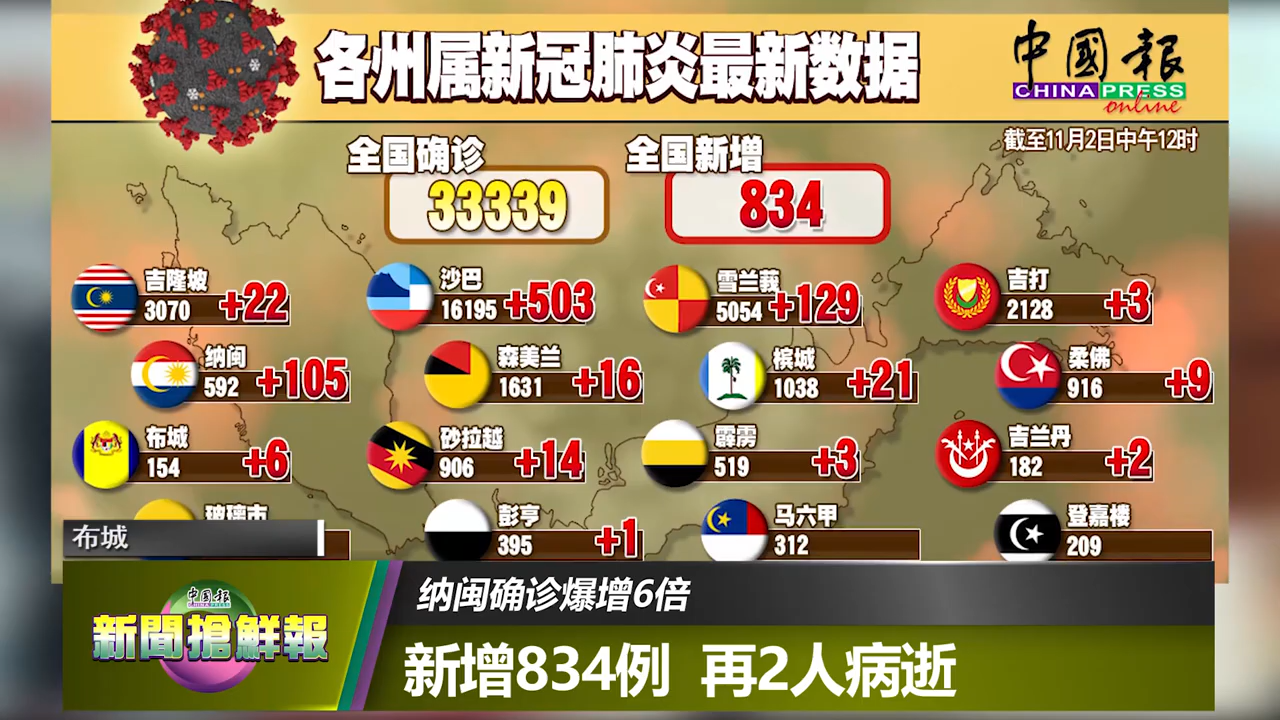 各州属新冠肺炎最新数据
中國報
CHINA PRESS
online
截至11月2日中午12时
全国确诊
33339
全国新增
834
吉隆坡
3070 +22
沙巴
16195 +503
雪兰莪
5054 +129
吉打
2128 +3
纳闽
592 +105
森美兰
1631 +16
槟城
1038 +21
柔佛
916 +9
布城
154 +6
砂拉越
906 +14
霹雳
519 +3
吉兰丹
182 +2
玻璃市
彭亨
395 +1
马六甲
312
登嘉楼
209
布城
中國報
CHINA PRESS
新聞搶鮮報
纳闽确诊爆增6倍
新增834例 再2人病逝